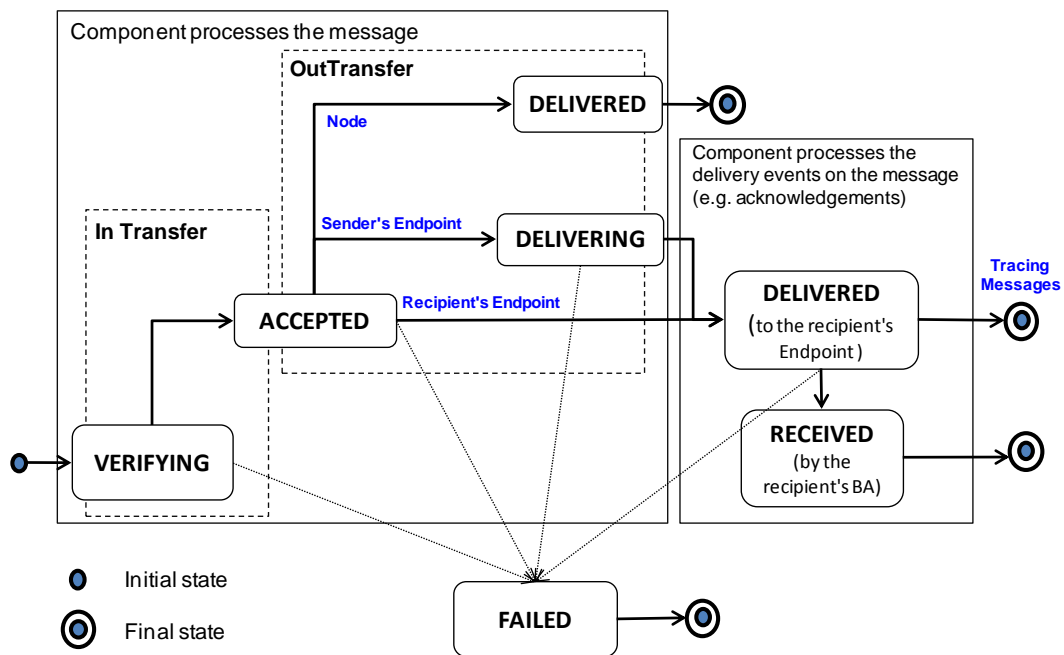 Component processes the message
OutTransfer
DELIVERED
Node
Component processes the
delivery events on the message
(e.g. acknowledgements)
In Transfer
Sender's Endpoint
DELIVERING
Tracing
Messages
Recipient's Endpoint
ACCEPTED
DELIVERED
(to the recipient's
Endpoint )
VERIFYING
RECEIVED
(by the
recipient's BA)
Initial state
FAILED
Final state